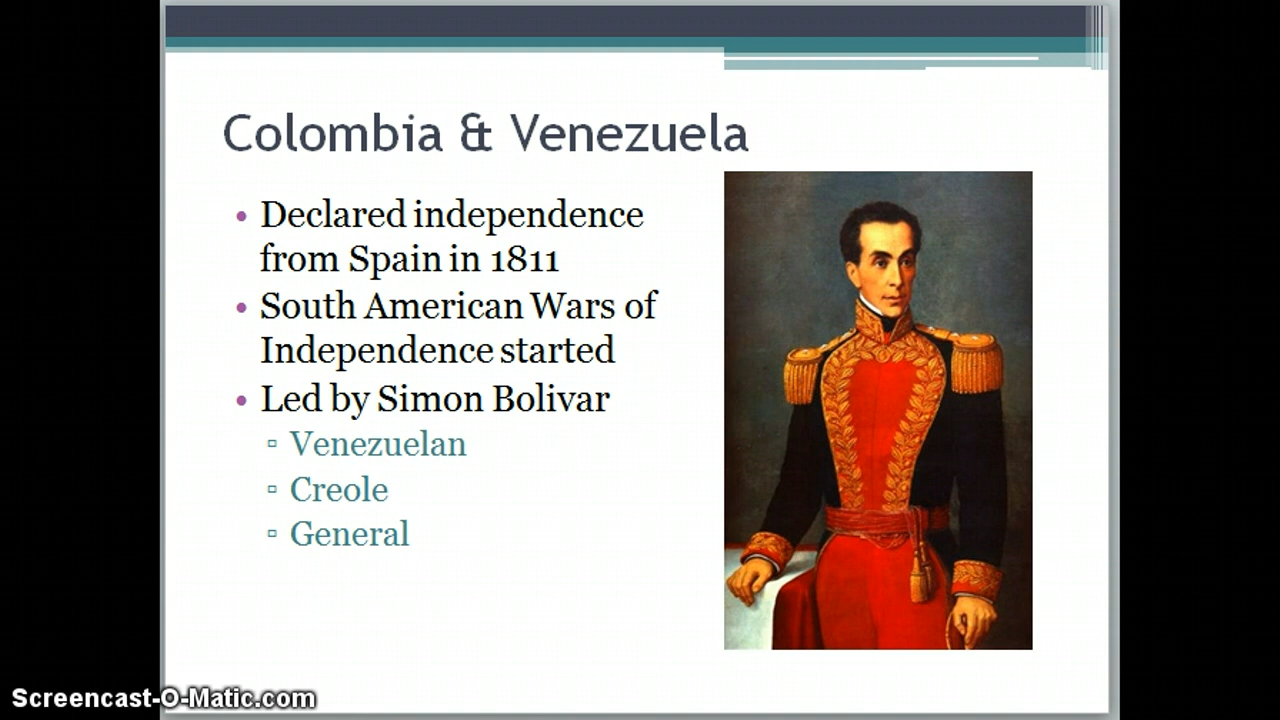 Colombia & Venezuela
• Declared independence
from Spain in 1811
• South American Wars of
Independence started
• Led by Simon Bolivar
▫ Venezuelan
▫ Creole
▫ General
Screencast-O-Matic.com